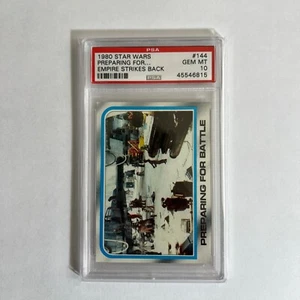 PSA
1980 STAR WARS #144
PREPARING FOR... GEM MT
EMPIRE STRIKES BACK 10
45546815
PREPARING FOR BATTLE